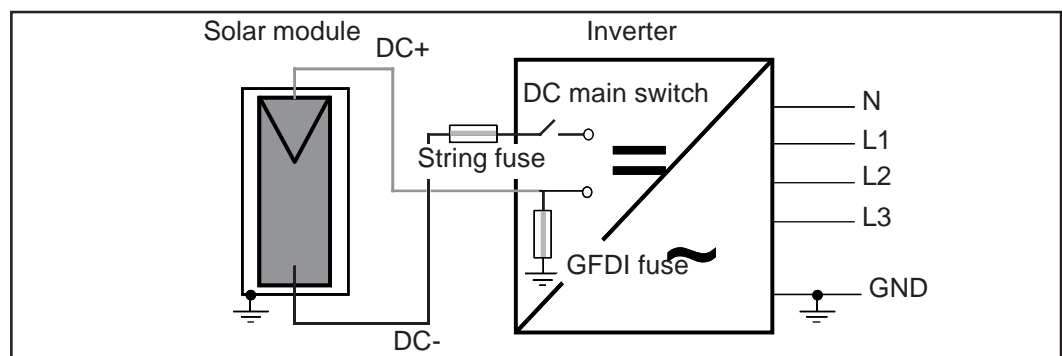 Solar module
Inverter
DC+
DC main switch
String fuse
N
L1
L2
L3
GFDI fuse
GND
DC-